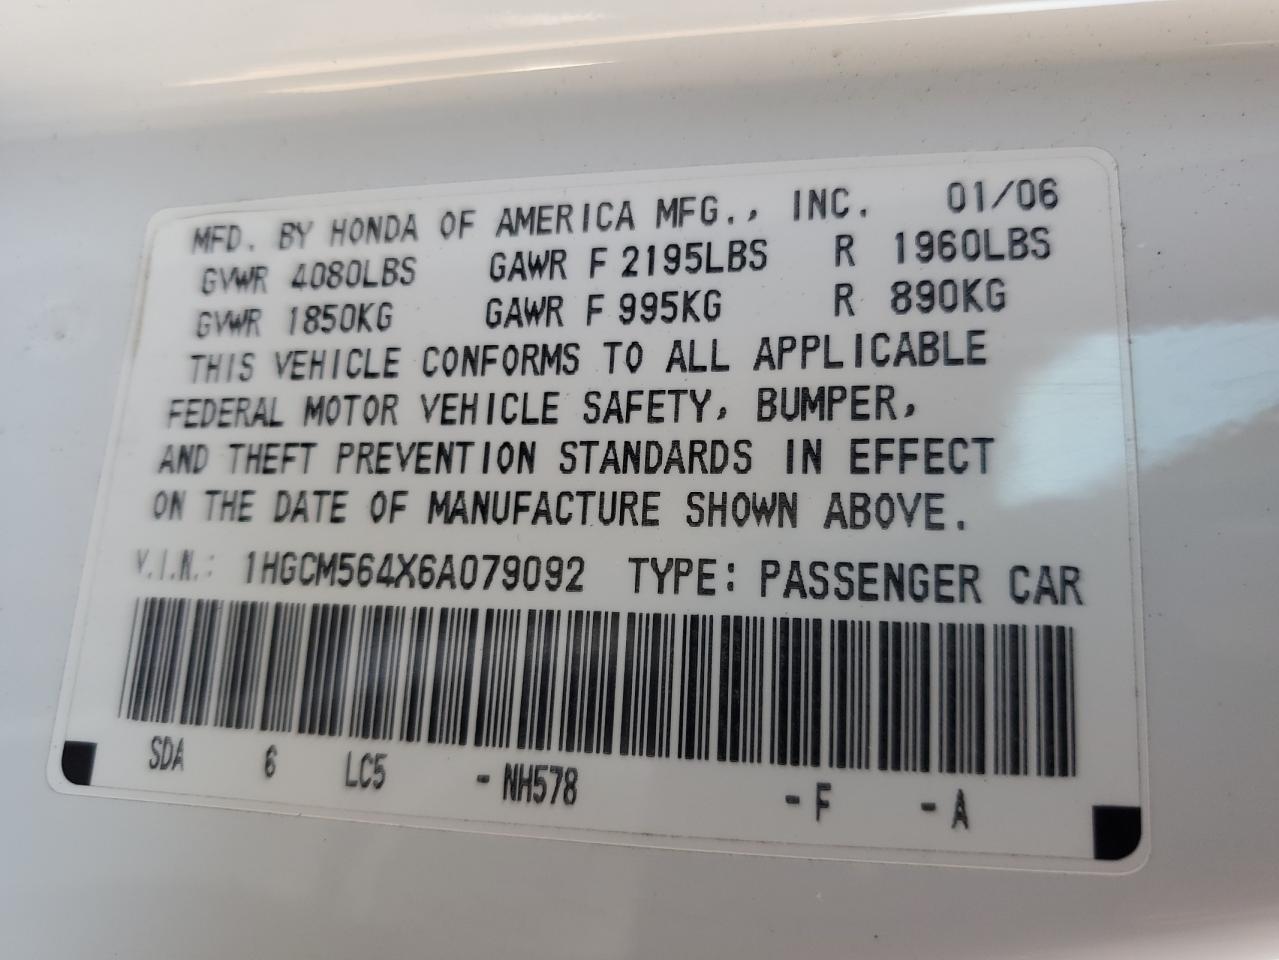 MFD. BY HONDA OF AMERICA MFG., INC. 01/06
GVWR 4080LBS GAWR F 2195LBS R 1960LBS
GVWR 1850KG GAWR F 995KG R 890KG
THIS VEHICLE CONFORMS TO ALL APPLICABLE
FEDERAL MOTOR VEHICLE SAFETY, BUMPER,
AND THEFT PREVENTION STANDARDS IN EFFECT
ON THE DATE OF MANUFACTURE SHOWN ABOVE.
V.I.N.: 1HGCM564X6A079092 TYPE: PASSENGER CAR
SDA 6 LC5 - NH578 - F - A